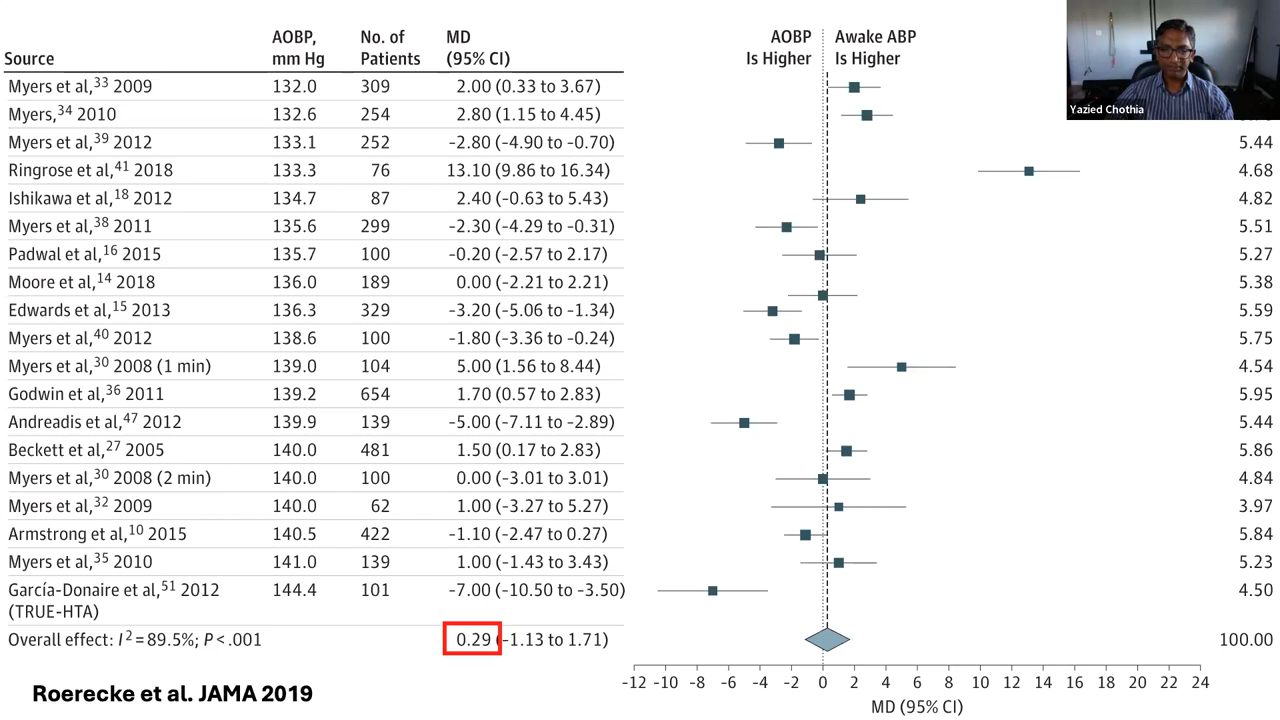 AOBP, No. of MD AOBP Awake ABP
Source mm Hg Patients (95% CI) Is Higher Is Higher
Yazied Chothia
Myers et al,33 2009 132.0 309 2.00 (0.33 to 3.67)
Myers,34 2010 132.6 254 2.80 (1.15 to 4.45)
Myers et al,39 2012 133.1 252 -2.80 (-4.90 to -0.70) 5.44
Ringrose et al,41 2018 133.3 76 13.10 (9.86 to 16.34) 4.68
Ishikawa et al,18 2012 134.7 87 2.40 (-0.63 to 5.43) 4.82
Myers et al,38 2011 135.6 299 -2.30 (-4.29 to -0.31) 5.51
Padwal et al,16 2015 135.7 100 -0.20 (-2.57 to 2.17) 5.27
Moore et al,14 2018 136.0 189 0.00 (-2.21 to 2.21) 5.38
Edwards et al,15 2013 136.3 329 -3.20 (-5.06 to -1.34) 5.59
Myers et al,40 2012 138.6 100 -1.80 (-3.36 to -0.24) 5.75
Myers et al,30 2008 (1 min) 139.0 104 5.00 (1.56 to 8.44) 4.54
Godwin et al,36 2011 139.2 654 1.70 (0.57 to 2.83) 5.95
Andreadis et al,47 2012 139.9 139 -5.00 (-7.11 to -2.89) 5.44
Beckett et al,27 2005 140.0 481 1.50 (0.17 to 2.83) 5.86
Myers et al,30 2008 (2 min) 140.0 100 0.00 (-3.01 to 3.01) 4.84
Myers et al,32 2009 140.0 62 1.00 (-3.27 to 5.27) 3.97
Armstrong et al,10 2015 140.5 422 -1.10 (-2.47 to 0.27) 5.84
Myers et al,35 2010 141.0 139 1.00 (-1.43 to 3.43) 5.23
García-Donaire et al,51 2012 144.4 101 -7.00 (-10.50 to -3.50) 4.50
(TRUE-HTA)
Overall effect: I2 = 89.5%; P < .001 0.29 (-1.13 to 1.71) 100.00
-12 -10 -8 -6 -4 -2 0 2 4 6 8 10 12 14 16 18 20 22 24
Roerecke et al. JAMA 2019
MD (95% CI)